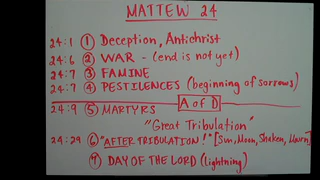 MATTEW 24
24:1 ① Deception, Antichrist
24:6 ② WAR - (end is not yet)
24:7 ③ FAMINE
24:7 ④ PESTILENCES (beginning of sorrows)
A of D
24:9 ⑤ MARTYRS
"Great Tribulation"
24:29 ⑥ "AFTER TRIBULATION!" [Sun, Moon, Shaken, Mourn]
⑦ DAY OF THE LORD (lightning)